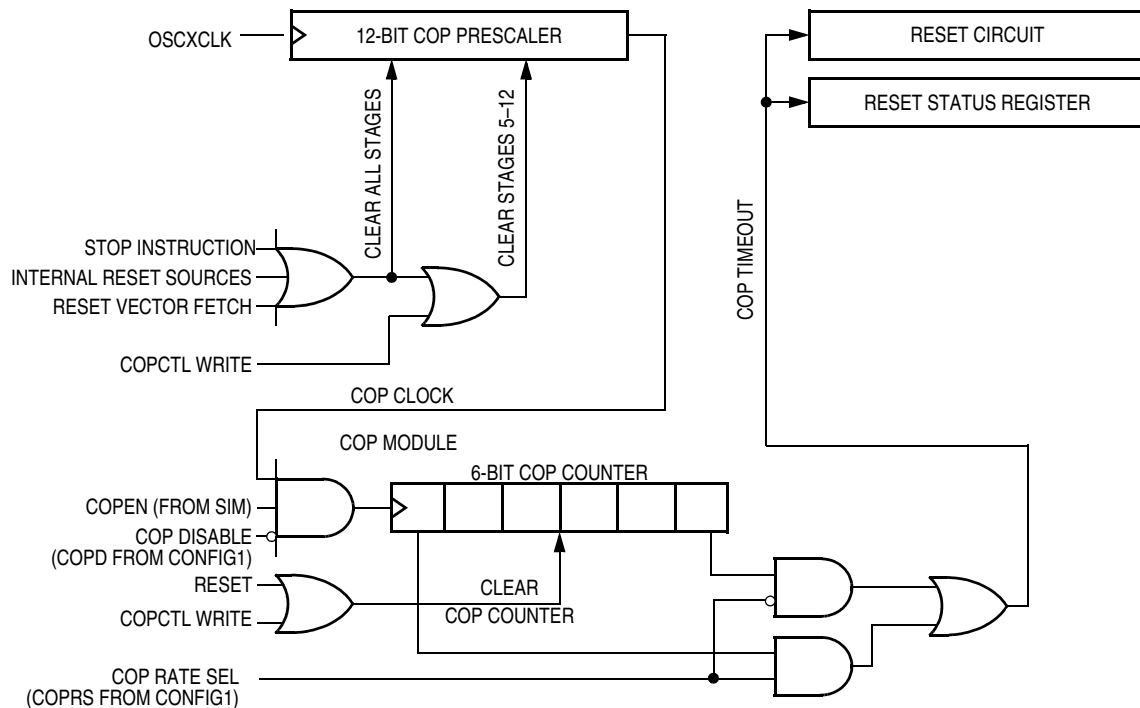 OSCXCLK
12-BIT COP PRESCALER
RESET CIRCUIT
RESET STATUS REGISTER
CLEAR ALL STAGES
CLEAR STAGES 5–12
COP TIMEOUT
STOP INSTRUCTION
INTERNAL RESET SOURCES
RESET VECTOR FETCH
COPCTL WRITE
COP CLOCK
COP MODULE
6-BIT COP COUNTER
COPEN (FROM SIM)
COP DISABLE
(COPD FROM CONFIG1)
RESET
COPCTL WRITE
CLEAR
COP COUNTER
COP RATE SEL
(COPRS FROM CONFIG1)